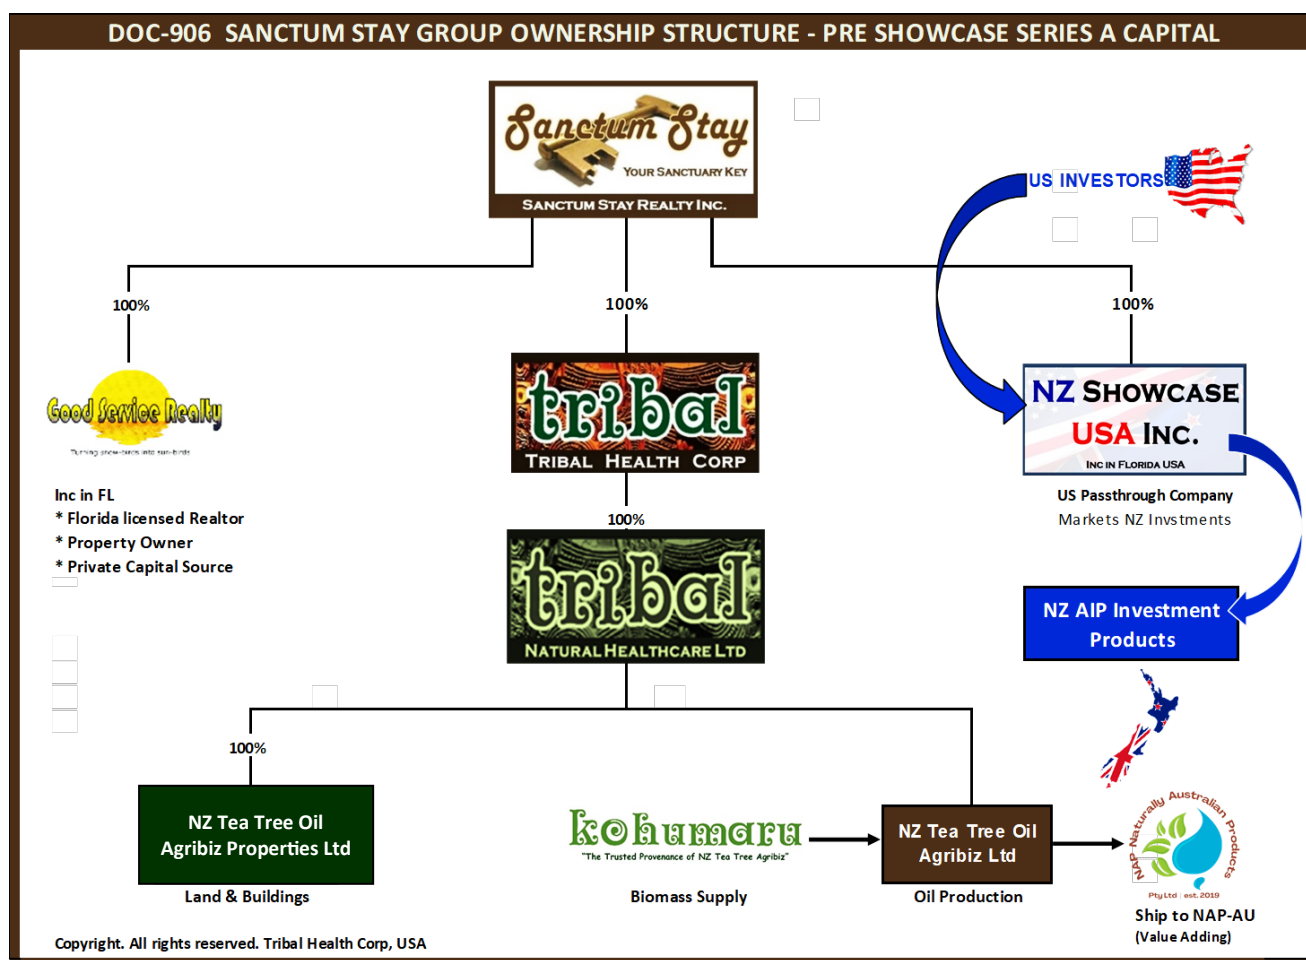 DOC-906 SANCTUM STAY GROUP OWNERSHIP STRUCTURE - PRE SHOWCASE SERIES A CAPITAL
Sanctum Stay
YOUR SANCTUARY KEY
SANCTUM STAY REALTY INC.
US INVESTORS
100%
100%
100%
Good Service Realty
Turning snow-birds into sun-birds
tribal
TRIBAL HEALTH CORP
NZ SHOWCASE
USA INC.
INC IN FLORIDA USA
Inc in FL
* Florida licensed Realtor
* Property Owner
* Private Capital Source
US Passthrough Company
Markets NZ Invstments
100%
tribal
NATURAL HEALTHCARE LTD
NZ AIP Investment
Products
100%
NZ Tea Tree Oil
Agribiz Properties Ltd
Land & Buildings
kohumaru
"The Trusted Provenance of NZ Tea Tree Agribiz"
Biomass Supply
NZ Tea Tree Oil
Agribiz Ltd
Oil Production
NAP Naturally Australian Products
Pty Ltd | est. 2019
Ship to NAP-AU
(Value Adding)
Copyright. All rights reserved. Tribal Health Corp, USA